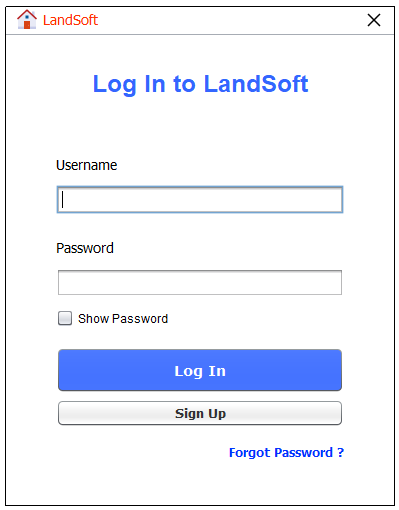 LandSoft
Log In to LandSoft
Username
Password
Show Password
Log In
Sign Up
Forgot Password ?